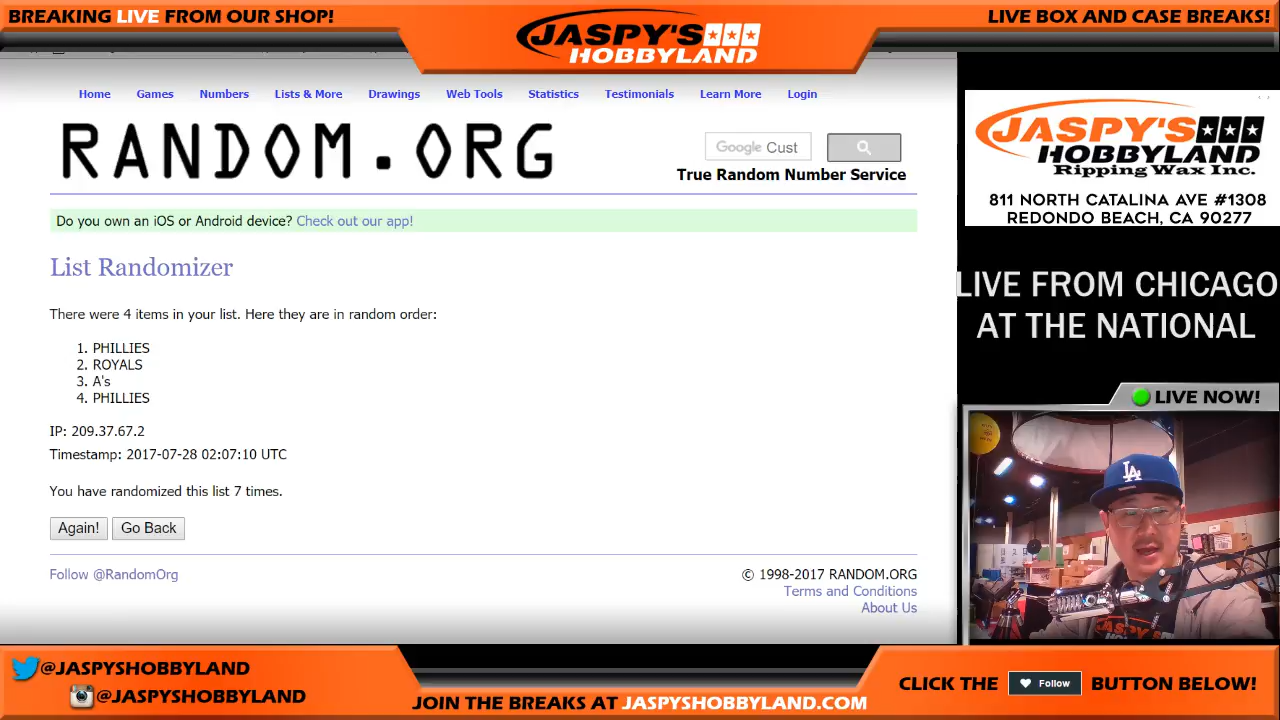 BREAKING LIVE FROM OUR SHOP!
JASPY'S
HOBBYLAND
LIVE BOX AND CASE BREAKS!
Home Games Numbers Lists & More Drawings Web Tools Statistics Testimonials Learn More Login
RANDOM.ORG
Google Cust
True Random Number Service
Do you own an iOS or Android device? Check out our app!
List Randomizer
There were 4 items in your list. Here they are in random order:
1. PHILLIES
2. ROYALS
3. A's
4. PHILLIES
IP: 209.37.67.2
Timestamp: 2017-07-28 02:07:10 UTC
You have randomized this list 7 times.
Again! Go Back
Follow @RandomOrg
© 1998-2017 RANDOM.ORG
Terms and Conditions
About Us
JASPY'S
HOBBYLAND
Ripping Wax Inc.
811 NORTH CATALINA AVE #1308
REDONDO BEACH, CA 90277
LIVE FROM CHICAGO
AT THE NATIONAL
LIVE NOW!
LA
@JASPYSHOBBYLAND
@JASPYSHOBBYLAND
JOIN THE BREAKS AT JASPYSHOBBYLAND.COM
CLICK THE Follow BUTTON BELOW!